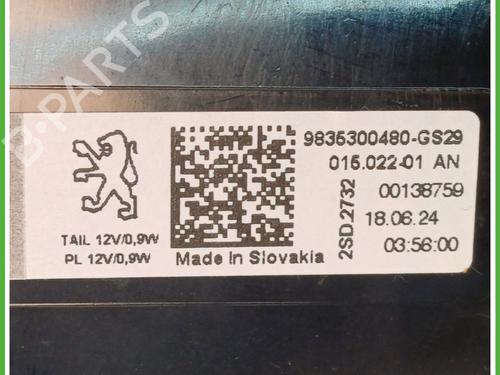 B-PARTS
9835300480-GS29
015.022-01 AN
00138759
18.06.24
03:56:00
2SD.2732
TAIL 12V/0,9W
PL 12V/0,9W
Made in Slovakia